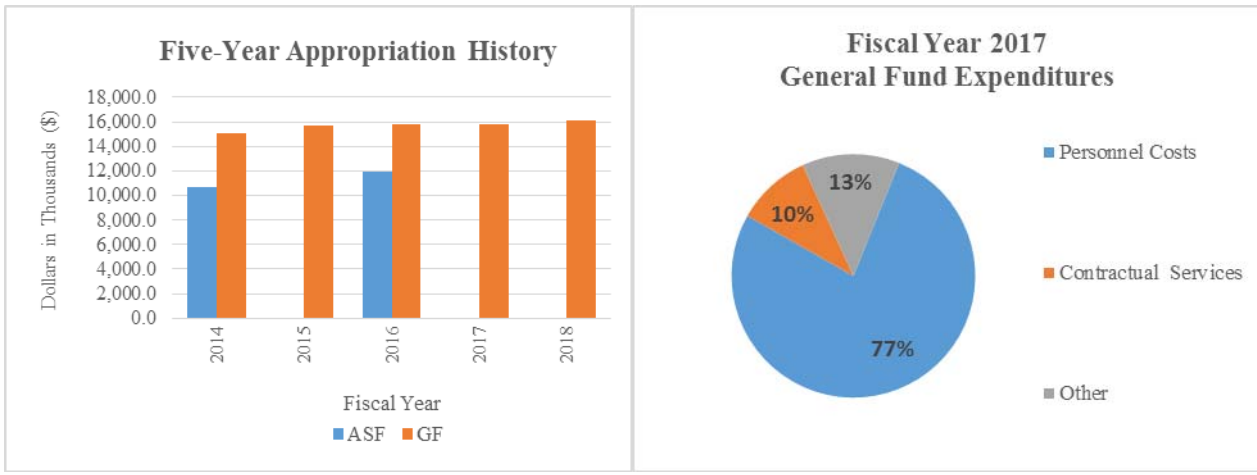 Five-Year Appropriation History
Dollars in Thousands ($)
18,000.0
16,000.0
14,000.0
12,000.0
10,000.0
8,000.0
6,000.0
4,000.0
2,000.0
0.0
2014
2015
2016
2017
2018
Fiscal Year
ASF GF
Fiscal Year 2017
General Fund Expenditures
13%
10%
77%
Personnel Costs
Contractual Services
Other